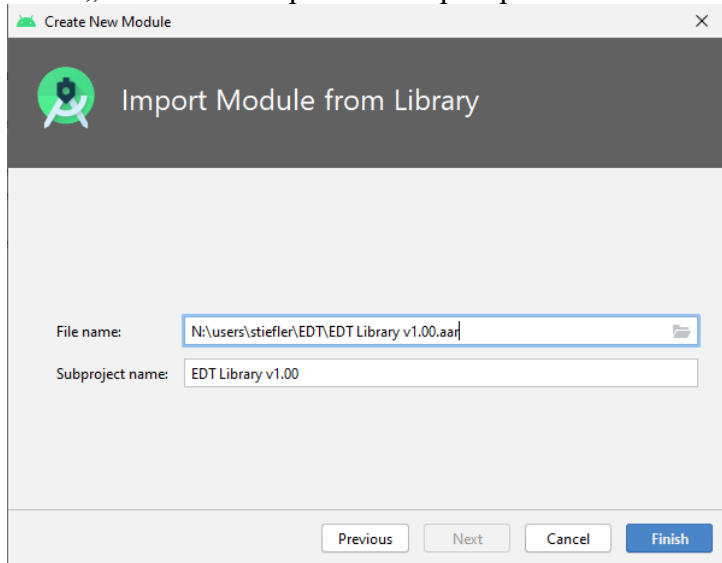 Create New Module
Import Module from Library
File name: N:\users\stiefler\EDT\EDT Library v1.00.aar
Subproject name: EDT Library v1.00
Previous Next Cancel Finish